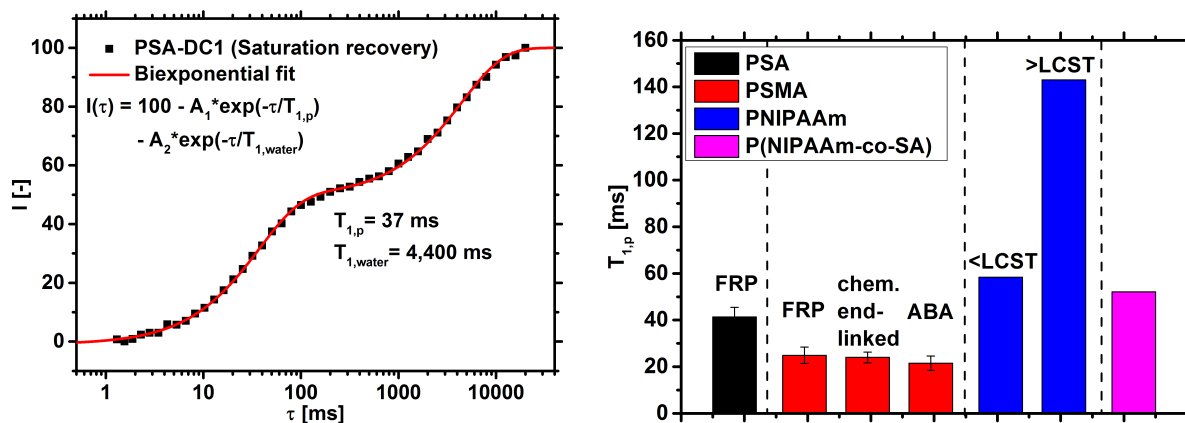 PSA-DC1 (Saturation recovery)
Biexponential fit
I(τ) = 100 - A1*exp(-τ/T1,p)
- A2*exp(-τ/T1,water)
T1,p= 37 ms
T1,water= 4,400 ms
I [-]
100
80
60
40
20
0
1
10
100
1000
10000
τ [ms]
T1,p [ms]
160
140
120
100
80
60
40
20
0
PSA
PSMA
PNIPAAm
P(NIPAAm-co-SA)
>LCST
<LCST
FRP
FRP
chem.
end-
linked
ABA